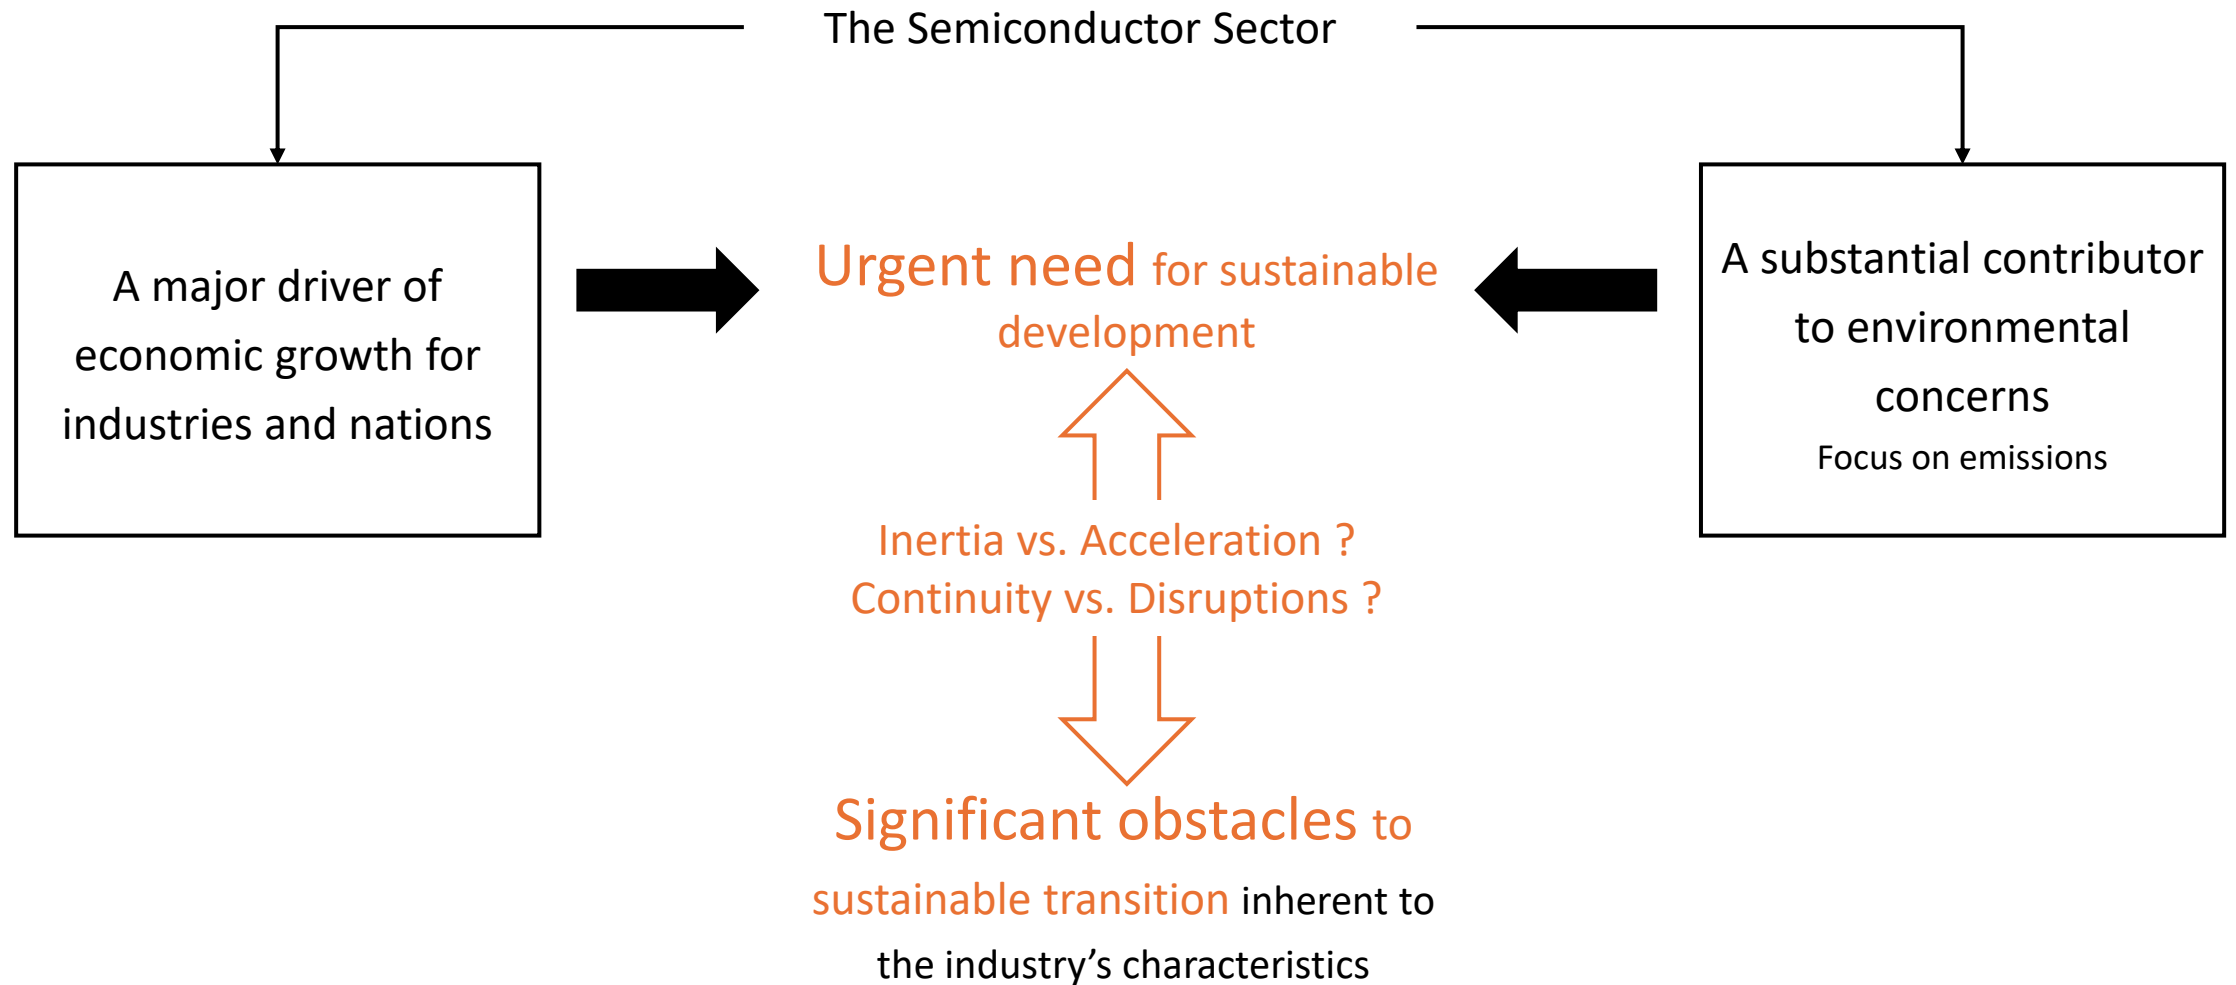 The Semiconductor Sector
A major driver of
economic growth for
industries and nations
Urgent need for sustainable
development
A substantial contributor
to environmental
concerns
Focus on emissions
Inertia vs. Acceleration ?
Continuity vs. Disruptions ?
Significant obstacles to
sustainable transition inherent to
the industry’s characteristics